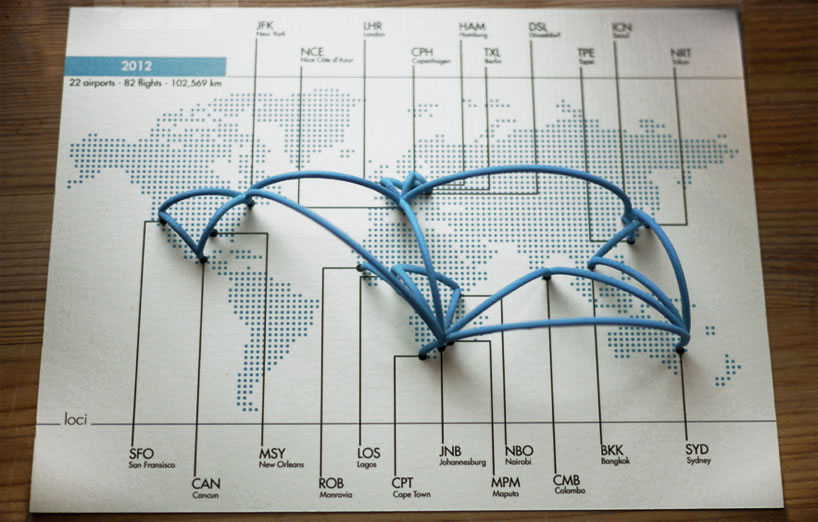 JFK
New York
LHR
London
HAM
Hamburg
DSL
Düsseldorf
ICN
Seoul
NCE
Nice Côte d'Azur
CPH
Copenhagen
TXL
Berlin
TPE
Taipei
NRT
Tokyo
2012
22 airports · 82 flights · 102,569 km
loci
SFO
San Fransisco
MSY
New Orleans
LOS
Lagos
JNB
Johannesburg
NBO
Nairobi
BKK
Bangkok
SYD
Sydney
CAN
Cancun
ROB
Monrovia
CPT
Cape Town
MPM
Maputo
CMB
Colombo